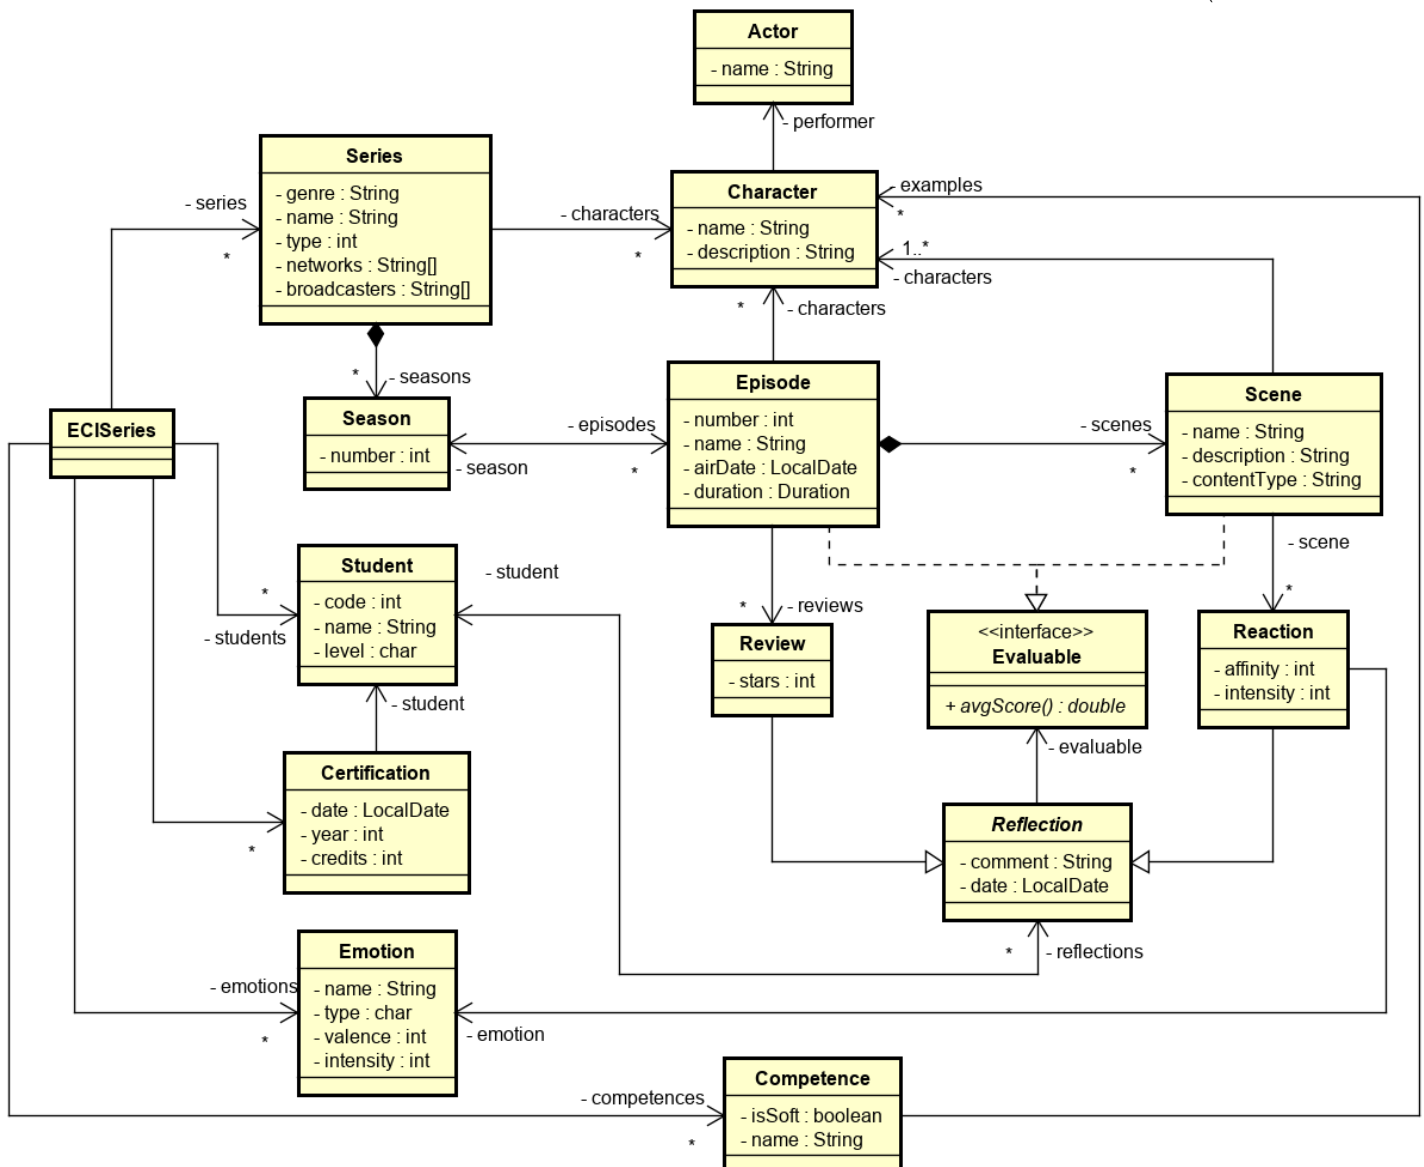 Actor
- name : String
- performer
Series
- genre : String
- name : String
- type : int
- networks : String[]
- broadcasters : String[]
- series
*
- characters
*
Character
- name : String
- description : String
- examples
*
1..*
- characters
*
- characters
* - seasons
ECISeries
Season
- number : int
- episodes
*
- season
Episode
- number : int
- name : String
- airDate : LocalDate
- duration : Duration
- scenes
*
Scene
- name : String
- description : String
- contentType : String
- scene
*
Student
- code : int
- name : String
- level : char
*
- students
- student
* - reviews
Review
- stars : int
<<interface>>
Evaluable
+ avgScore() : double
Reaction
- affinity : int
- intensity : int
- student
- evaluable
Certification
- date : LocalDate
- year : int
- credits : int
*
Reflection
- comment : String
- date : LocalDate
* - reflections
Emotion
- name : String
- type : char
- valence : int
- intensity : int
- emotions
*
- emotion
Competence
- isSoft : boolean
- name : String
- competences
*